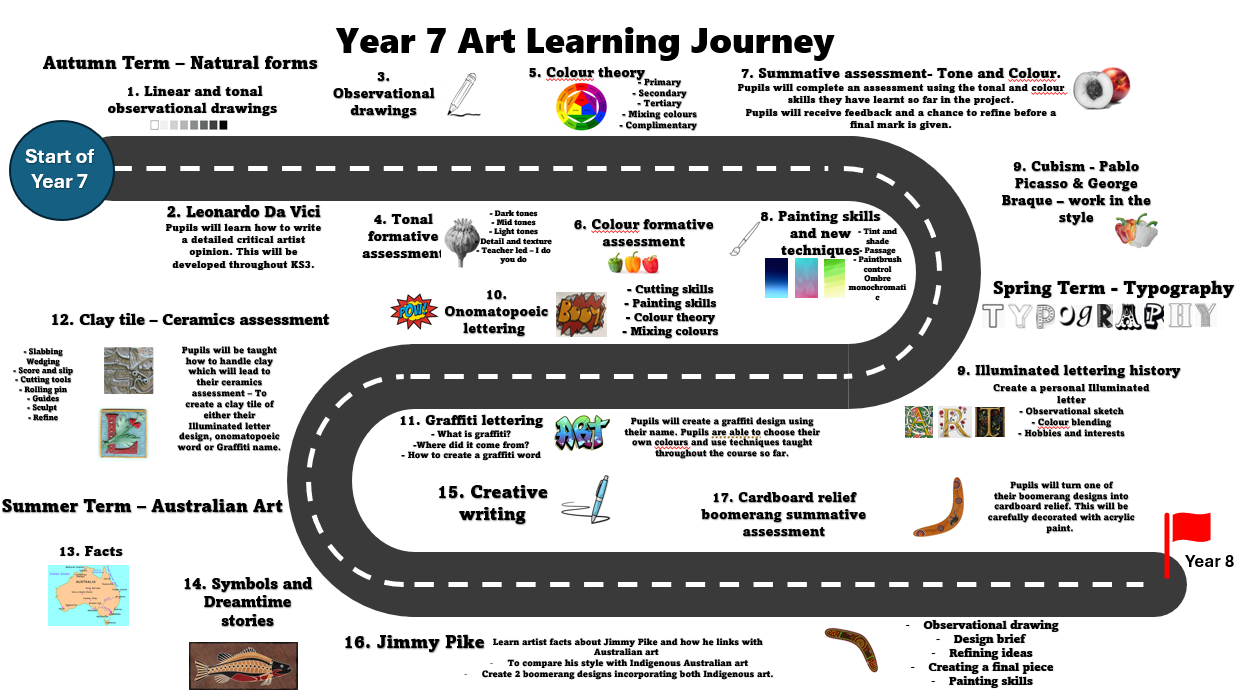 Year 7 Art Learning Journey
Autumn Term – Natural forms
1. Linear and tonal
observational drawings
3.
Observational
drawings
5. Colour theory
- Primary
- Secondary
- Tertiary
- Mixing colours
- Complimentary
7. Summative assessment- Tone and Colour.
Pupils will complete an assessment using the tonal and colour
skills they have learnt so far in the project.
Pupils will receive feedback and a chance to refine before a
final mark is given.
Start of
Year 7
2. Leonardo Da Vici
Pupils will learn how to write
a detailed critical artist
opinion. This will be
developed throughout KS3.
4. Tonal
formative
assessment
- Dark tones
- Mid tones
- Light tones
Detail and texture
- Teacher led – I do
you do
6. Colour formative
assessment
8. Painting skills
and new
techniques
- Tint and
shade
- Passage
- Paintbrush
control
Ombre
monochromati
c
9. Cubism - Pablo
Picasso & George
Braque – work in the
style
Spring Term - Typography
TYPOGRAPHY
9. Illuminated lettering history
Create a personal Illuminated
letter
- Observational sketch
- Colour blending
- Hobbies and interests
A R T
10.
Onomatopoeic
lettering
POW!
BOOM
- Cutting skills
- Painting skills
- Colour theory
- Mixing colours
12. Clay tile – Ceramics assessment
- Slabbing
Wedging
- Score and slip
- Cutting tools
- Rolling pin
- Guides
- Sculpt
- Refine
Pupils will be taught
how to handle clay
which will lead to
their ceramics
assessment – To
create a clay tile of
either their
Illuminated letter
design, onomatopoeic
word or Graffiti name.
L
11. Graffiti lettering
- What is graffiti?
-Where did it come from?
- How to create a graffiti word
ART
Pupils will create a graffiti design using
their name. Pupils are able to choose their
own colours and use techniques taught
throughout the course so far.
15. Creative
writing
17. Cardboard relief
boomerang summative
assessment
Pupils will turn one of
their boomerang designs into
cardboard relief. This will be
carefully decorated with acrylic
paint.
Year 8
Summer Term – Australian Art
13. Facts
AUSTRALIA
14. Symbols and
Dreamtime
stories
16. Jimmy Pike
Learn artist facts about Jimmy Pike and how he links with
Australian art
- To compare his style with Indigenous Australian art
- Create 2 boomerang designs incorporating both Indigenous art.
- Observational drawing
- Design brief
- Refining ideas
- Creating a final piece
- Painting skills